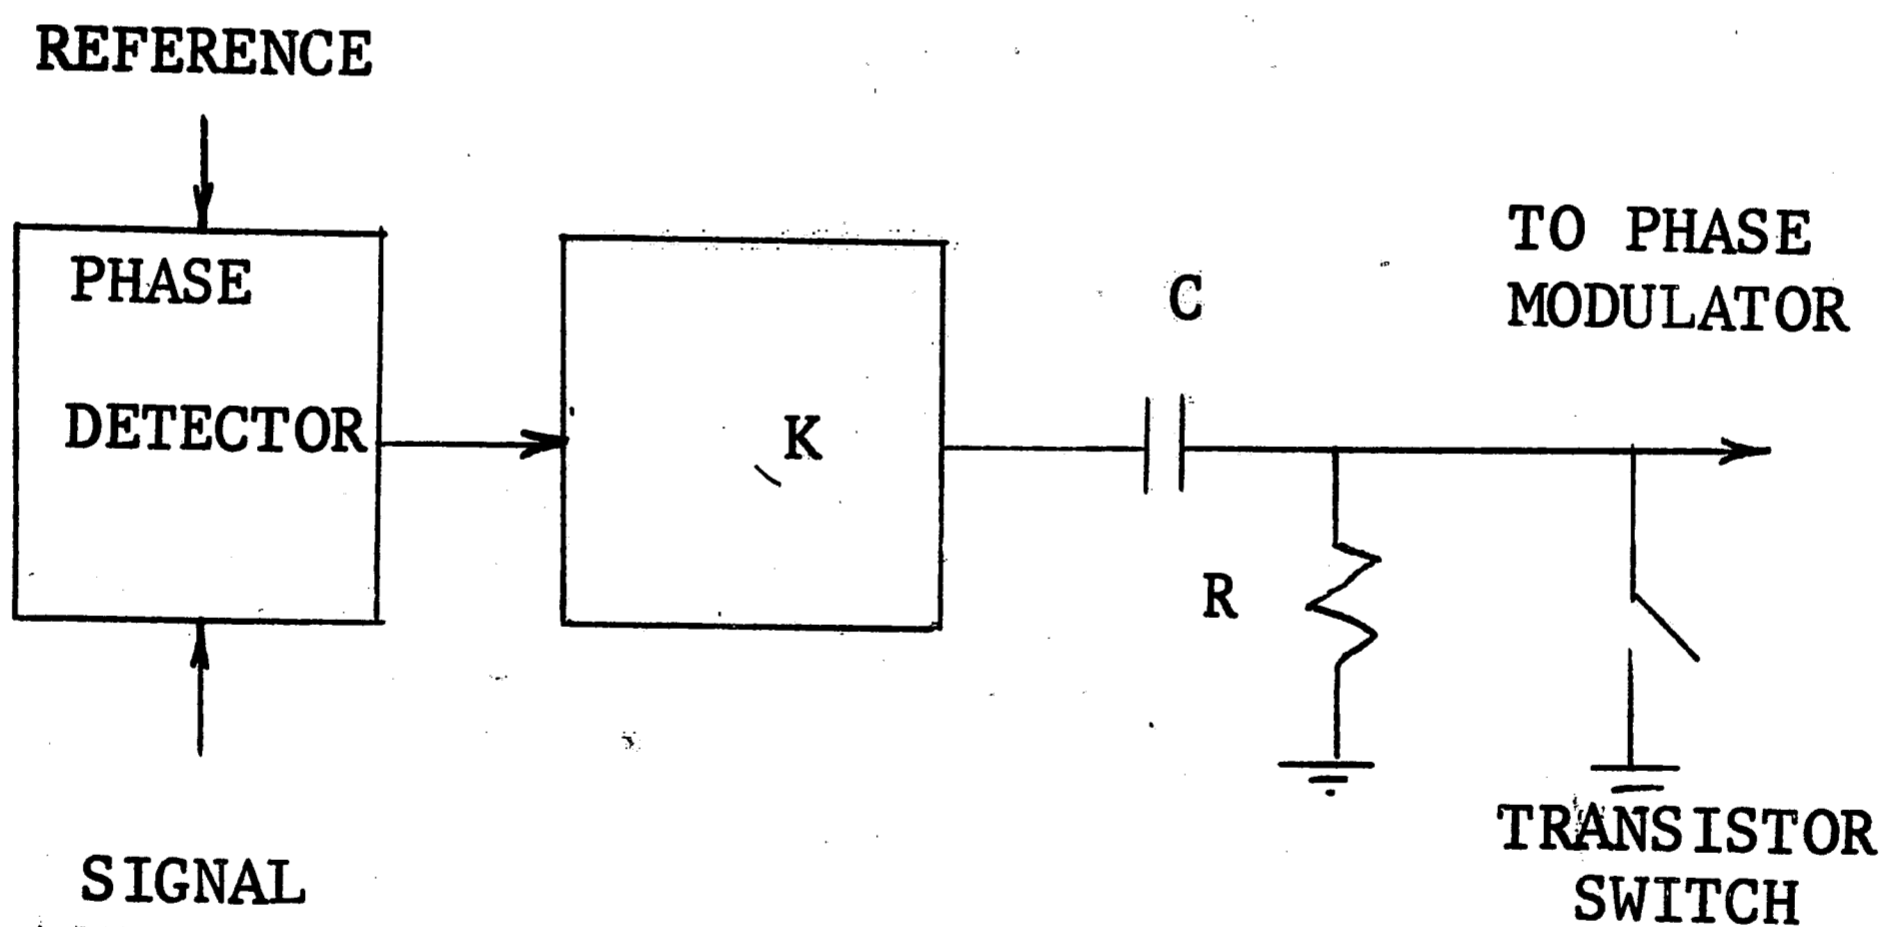 REFERENCE
PHASE
DETECTOR
SIGNAL
K
C
R
TO PHASE
MODULATOR
TRANSISTOR
SWITCH